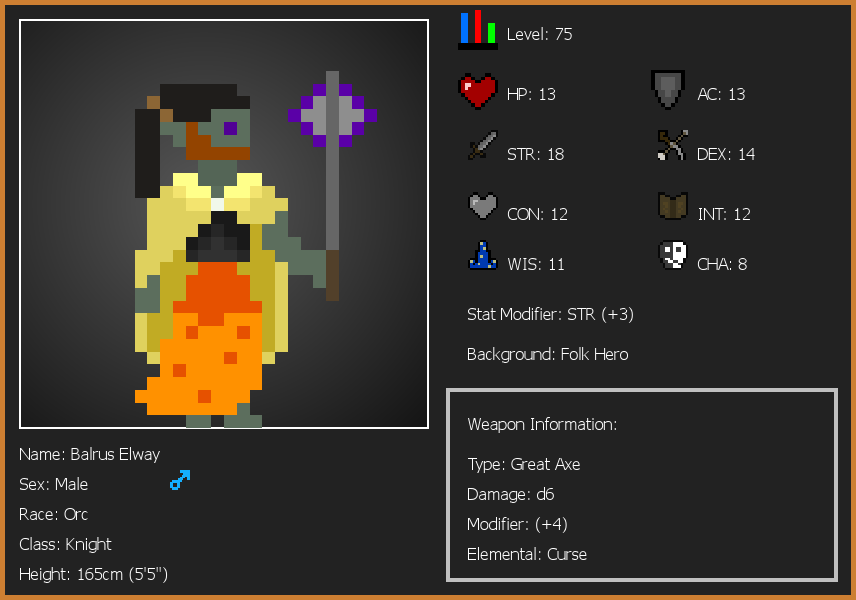 Level: 75
HP: 13
AC: 13
STR: 18
DEX: 14
CON: 12
INT: 12
WIS: 11
CHA: 8
Stat Modifier: STR (+3)
Background: Folk Hero
Weapon Information:
Type: Great Axe
Damage: d6
Modifier: (+4)
Elemental: Curse
Name: Balrus Elway
Sex: Male
Race: Orc
Class: Knight
Height: 165cm (5'5")